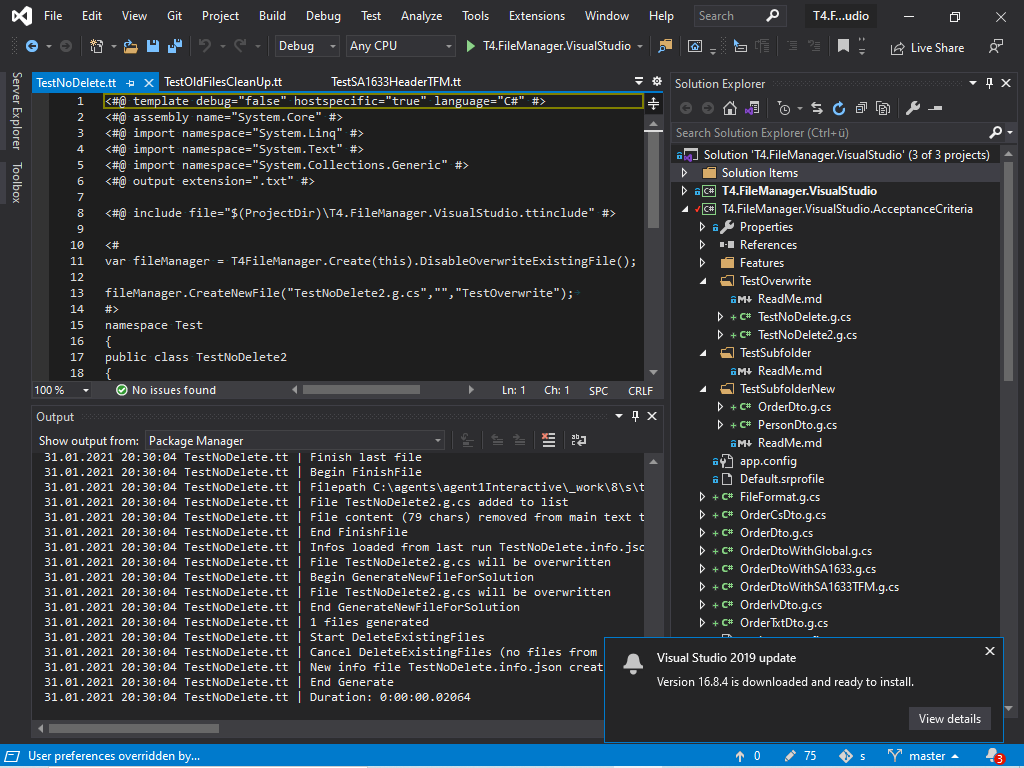 File Edit View Git Project Build Debug Test Analyze Tools Extensions Window Help Search T4.F...udio
Debug Any CPU T4.FileManager.VisualStudio Live Share
Server Explorer
Toolbox
TestNoDelete.tt TestOldFilesCleanUp.tt TestSA1633HeaderTFM.tt
1 <#@ template debug="false" hostspecific="true" language="C#" #>
2 <#@ assembly name="System.Core" #>
3 <#@ import namespace="System.Linq" #>
4 <#@ import namespace="System.Text" #>
5 <#@ import namespace="System.Collections.Generic" #>
6 <#@ output extension=".txt" #>
7
8 <#@ include file="$(ProjectDir)\T4.FileManager.VisualStudio.ttinclude" #>
9
10 <#
11 var fileManager = T4FileManager.Create(this).DisableOverwriteExistingFile();
12
13 fileManager.CreateNewFile("TestNoDelete2.g.cs","","TestOverwrite");
14 #>
15 namespace Test
16 {
17 public class TestNoDelete2
18 {
100 % No issues found Ln: 1 Ch: 1 SPC CRLF
Output
Show output from: Package Manager
31.01.2021 20:30:04 TestNoDelete.tt | Finish last file
31.01.2021 20:30:04 TestNoDelete.tt | Begin FinishFile
31.01.2021 20:30:04 TestNoDelete.tt | Filepath C:\agents\agent1Interactive\_work\8\s\t
31.01.2021 20:30:04 TestNoDelete.tt | File TestNoDelete2.g.cs added to list
31.01.2021 20:30:04 TestNoDelete.tt | File content (79 chars) removed from main text t
31.01.2021 20:30:04 TestNoDelete.tt | End FinishFile
31.01.2021 20:30:04 TestNoDelete.tt | Infos loaded from last run TestNoDelete.info.jso
31.01.2021 20:30:04 TestNoDelete.tt | File TestNoDelete2.g.cs will be overwritten
31.01.2021 20:30:04 TestNoDelete.tt | Begin GenerateNewFileForSolution
31.01.2021 20:30:04 TestNoDelete.tt | File TestNoDelete2.g.cs will be overwritten
31.01.2021 20:30:04 TestNoDelete.tt | End GenerateNewFileForSolution
31.01.2021 20:30:04 TestNoDelete.tt | 1 files generated
31.01.2021 20:30:04 TestNoDelete.tt | Start DeleteExistingFiles
31.01.2021 20:30:04 TestNoDelete.tt | Cancel DeleteExistingFiles (no files from
31.01.2021 20:30:04 TestNoDelete.tt | New info file TestNoDelete.info.json creat
31.01.2021 20:30:04 TestNoDelete.tt | End Generate
31.01.2021 20:30:04 TestNoDelete.tt | Duration: 0:00:00.02064
Solution Explorer
Search Solution Explorer (Ctrl+ü)
Solution 'T4.FileManager.VisualStudio' (3 of 3 projects)
Solution Items
C# T4.FileManager.VisualStudio
C# T4.FileManager.VisualStudio.AcceptanceCriteria
Properties
References
Features
TestOverwrite
M ReadMe.md
+ C# TestNoDelete.g.cs
+ C# TestNoDelete2.g.cs
TestSubfolder
M ReadMe.md
TestSubfolderNew
+ C# OrderDto.g.cs
+ C# PersonDto.g.cs
M ReadMe.md
app.config
Default.srprofile
+ C# FileFormat.g.cs
+ C# OrderCsDto.g.cs
+ C# OrderDto.g.cs
+ C# OrderDtoWithGlobal.g.cs
+ C# OrderDtoWithSA1633.g.cs
+ C# OrderDtoWithSA1633TFM.g.cs
+ C# OrderIvDto.g.cs
+ C# OrderTxtDto.g.cs
Visual Studio 2019 update
Version 16.8.4 is downloaded and ready to install.
View details
User preferences overridden by... 0 75 s master 3